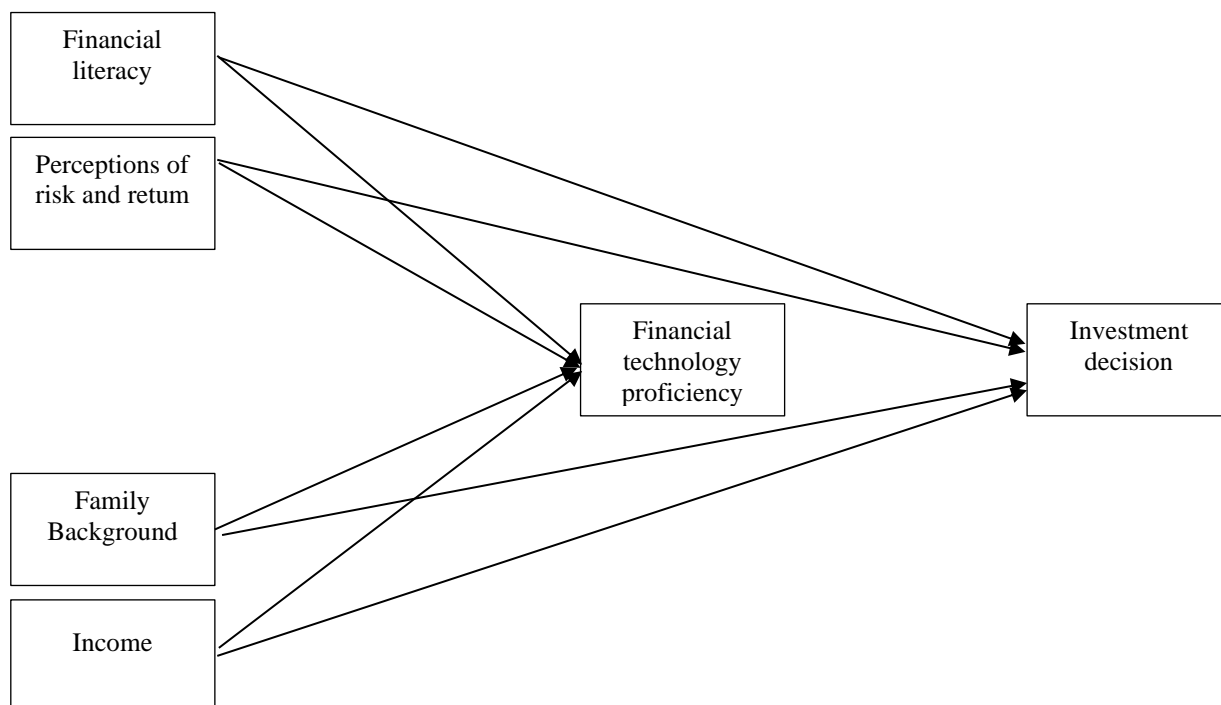 Financial
literacy
Perceptions of
risk and retum
Financial
technology
proficiency
Investment
decision
Family
Background
Income